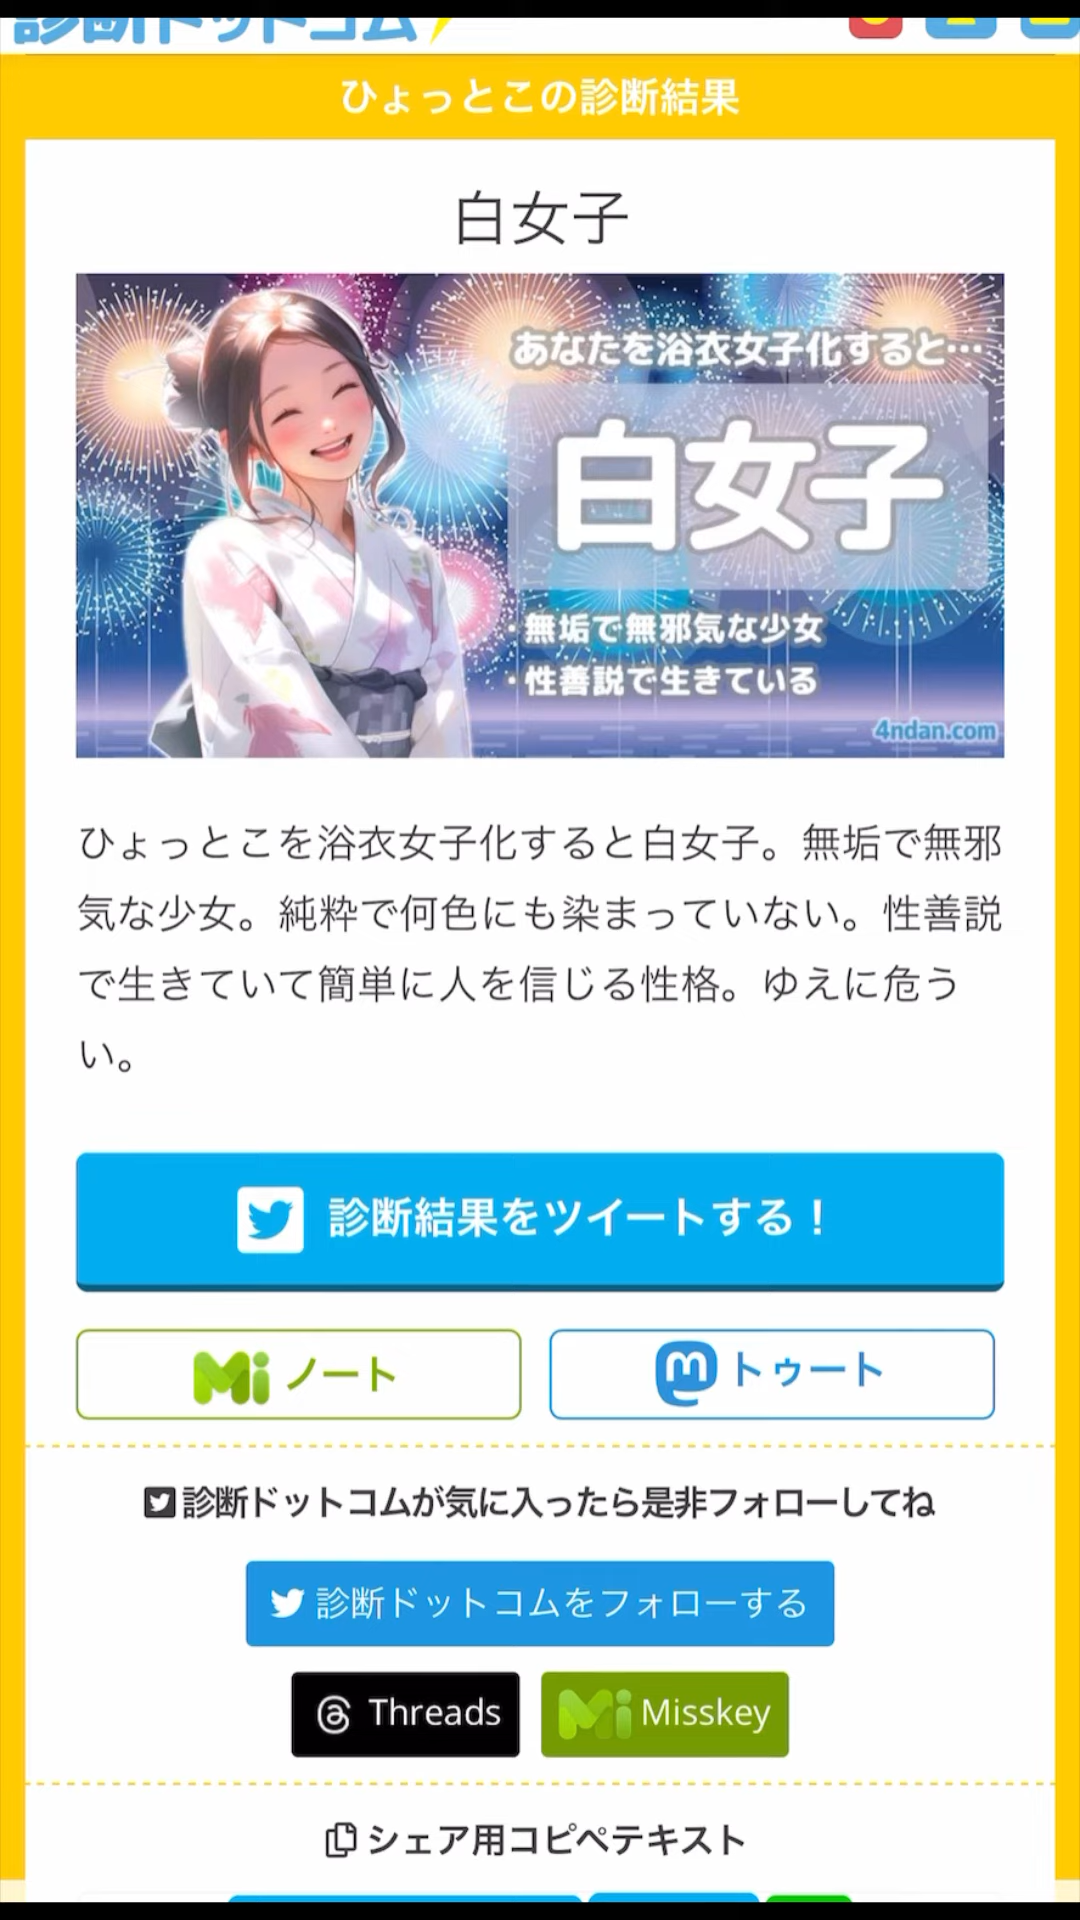 診断ドットコム
ひょっとこの診断結果
白女子
あなたを浴衣女子化すると…
白女子
・無垢で無邪気な少女
・性善説で生きている
4ndan.com
ひょっとこを浴衣女子化すると白女子。無垢で無邪
気な少女。純粋で何色にも染まっていない。性善説
で生きていて簡単に人を信じる性格。ゆえに危う
い。
診断結果をツイートする！
Mi ノート
トゥート
診断ドットコムが気に入ったら是非フォローしてね
診断ドットコムをフォローする
Threads
Mi Misskey
シェア用コピペテキスト